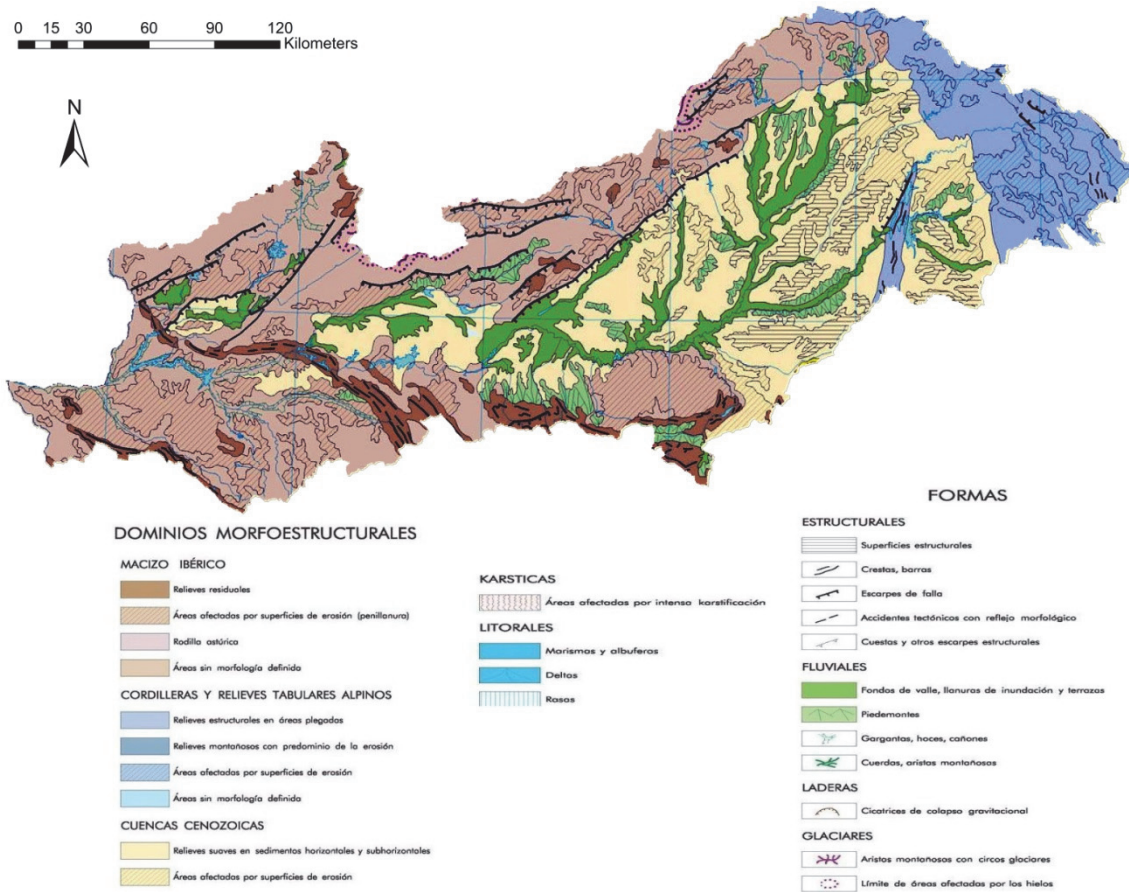 0 15 30 60 90 120
Kilometers
N
DOMINIOS MORFOESTRUCTURALES
MACIZO IBÉRICO
Relieves residuales
Áreas afectadas por superficies de erosión (penillanura)
Rodilla astúrica
Áreas sin morfología definida
CORDILLERAS Y RELIEVES TABULARES ALPINOS
Relieves estructurales en áreas plegadas
Relieves montañosos con predominio de la erosión
Áreas afectadas por superficies de erosión
Áreas sin morfología definida
CUENCAS CENOZOICAS
Relieves suaves en sedimentos horizontales y subhorizontales
Áreas afectadas por superficies de erosión
KARSTICAS
Áreas afectadas por intensa karstificación
LITORALES
Marismas y albuferas
Deltas
Rasas
FORMAS
ESTRUCTURALES
Superficies estructurales
Crestas, barras
Escarpes de falla
Accidentes tectónicos con reflejo morfológico
Cuestas y otros escarpes estructurales
FLUVIALES
Fondos de valle, llanuras de inundación y terrazas
Piedemontes
Gargantas, hoces, cañones
Cuerdas, aristas montañosas
LADERAS
Cicatrices de colapso gravitacional
GLACIARES
Aristas montañosas con circos glaciares
Límite de áreas afectadas por los hielos